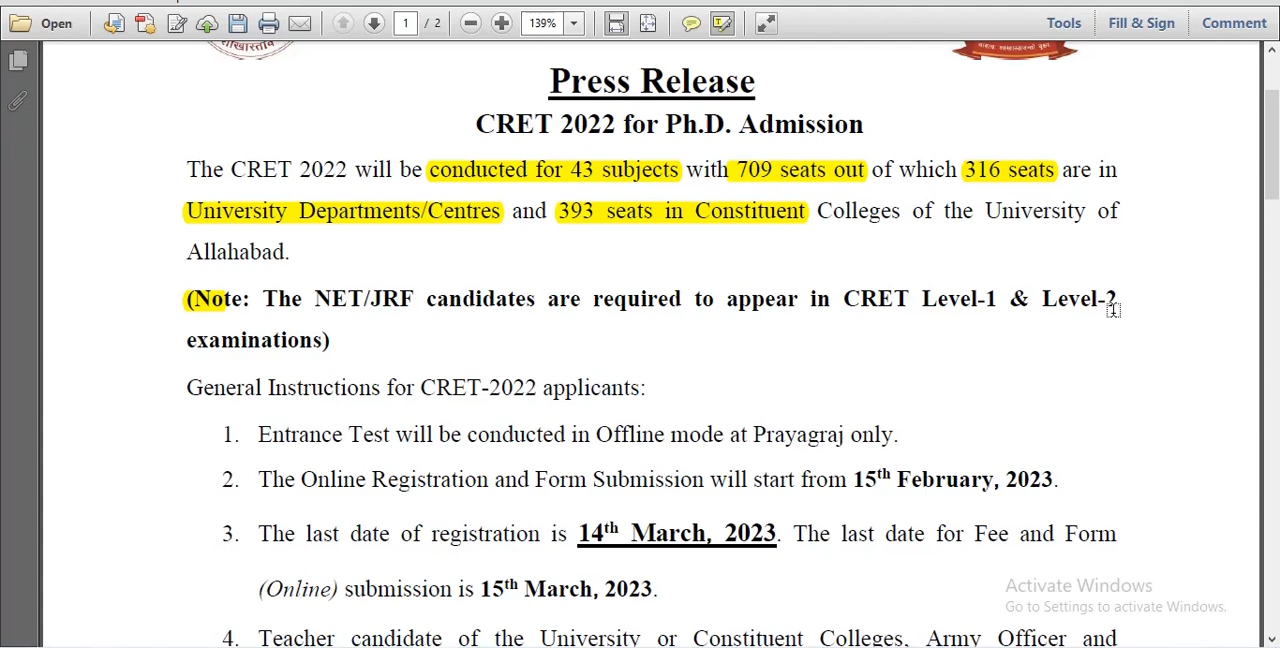 Open
1 / 2
139%
Tools
Fill & Sign
Comment
Press Release
CRET 2022 for Ph.D. Admission
The CRET 2022 will be conducted for 43 subjects with 709 seats out of which 316 seats are in
University Departments/Centres and 393 seats in Constituent Colleges of the University of
Allahabad.
(Note: The NET/JRF candidates are required to appear in CRET Level-1 & Level-2
examinations)
General Instructions for CRET-2022 applicants:
1. Entrance Test will be conducted in Offline mode at Prayagraj only.
2. The Online Registration and Form Submission will start from 15th February, 2023.
3. The last date of registration is 14th March, 2023. The last date for Fee and Form
(Online) submission is 15th March, 2023.
Activate Windows
Go to Settings to activate Windows.
4. Teacher candidate of the University or Constituent Colleges, Army Officer and